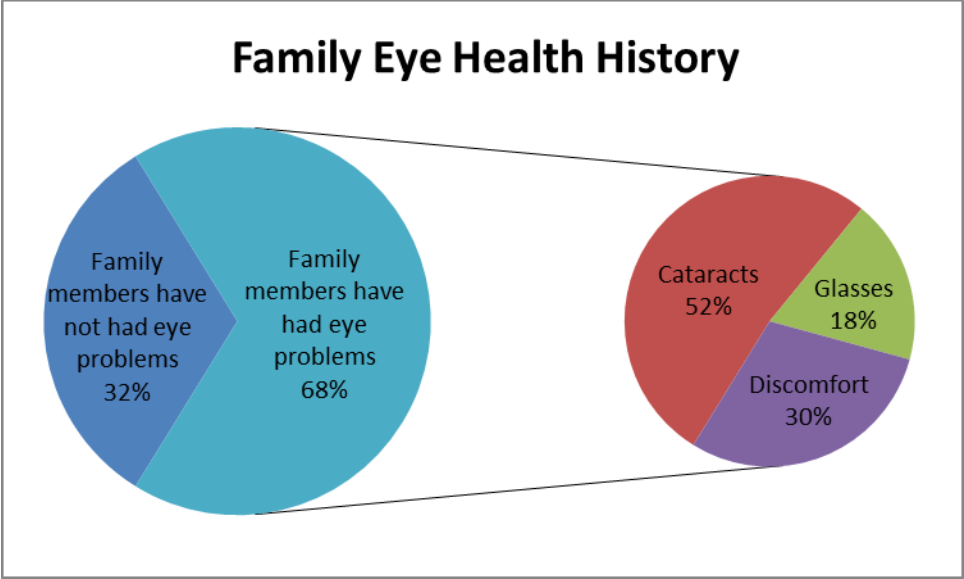 Family Eye Health History
Family
members have
not had eye
problems
32%
Family
members have
had eye
problems
68%
Cataracts
52%
Glasses
18%
Discomfort
30%